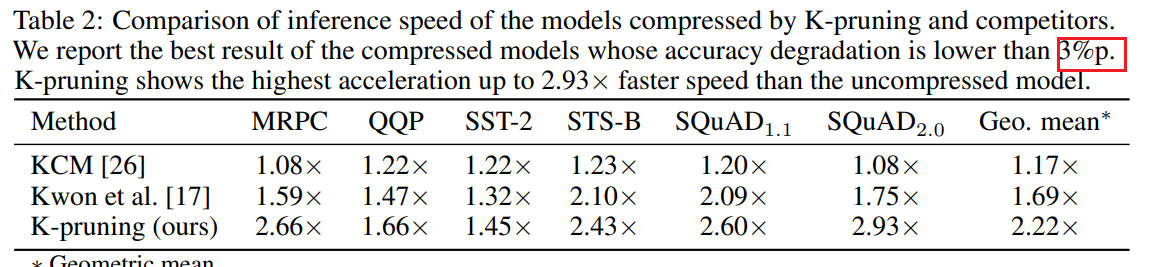 Table 2: Comparison of inference speed of the models compressed by K-pruning and competitors.
We report the best result of the compressed models whose accuracy degradation is lower than 3%p.
K-pruning shows the highest acceleration up to 2.93× faster speed than the uncompressed model.
Method MRPC QQP SST-2 STS-B SQuAD1.1 SQuAD2.0 Geo. mean*
KCM [26] 1.08× 1.22× 1.22× 1.23× 1.20× 1.08× 1.17×
Kwon et al. [17] 1.59× 1.47× 1.32× 2.10× 2.09× 1.75× 1.69×
K-pruning (ours) 2.66× 1.66× 1.45× 2.43× 2.60× 2.93× 2.22×
* Geometric mean